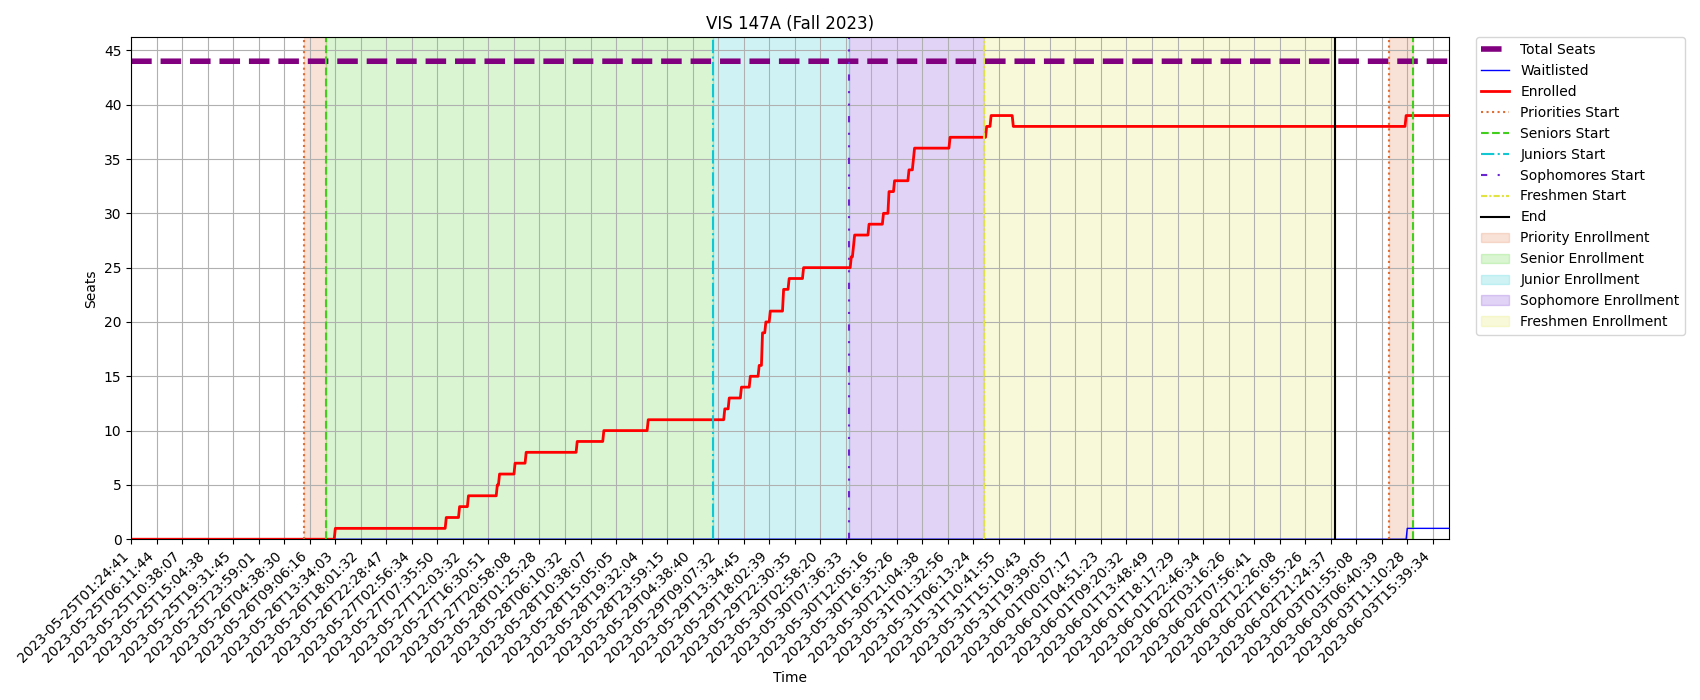 VIS 147A (Fall 2023)
Seats
45
40
35
30
25
20
15
10
5
0
2023-05-25T01:24:41
2023-05-25T06:11:44
2023-05-25T10:38:07
2023-05-25T15:04:38
2023-05-25T19:31:45
2023-05-25T23:59:01
2023-05-26T04:38:30
2023-05-26T09:06:16
2023-05-26T13:34:03
2023-05-26T18:01:32
2023-05-26T22:28:47
2023-05-27T02:56:34
2023-05-27T07:35:50
2023-05-27T12:03:32
2023-05-27T16:30:51
2023-05-27T20:58:08
2023-05-28T01:25:28
2023-05-28T06:10:32
2023-05-28T10:38:07
2023-05-28T15:05:05
2023-05-28T19:32:04
2023-05-28T23:59:15
2023-05-29T04:38:40
2023-05-29T09:07:32
2023-05-29T13:34:45
2023-05-29T18:02:39
2023-05-29T22:30:35
2023-05-30T02:58:20
2023-05-30T07:36:33
2023-05-30T12:05:16
2023-05-30T16:35:26
2023-05-30T21:04:38
2023-05-31T01:32:56
2023-05-31T06:13:24
2023-05-31T10:41:55
2023-05-31T15:10:43
2023-05-31T19:39:05
2023-06-01T00:07:17
2023-06-01T04:51:23
2023-06-01T09:20:32
2023-06-01T13:48:49
2023-06-01T18:17:29
2023-06-01T22:46:34
2023-06-02T03:16:26
2023-06-02T07:56:41
2023-06-02T12:26:08
2023-06-02T16:55:26
2023-06-02T21:24:37
2023-06-03T01:55:08
2023-06-03T06:40:39
2023-06-03T11:10:28
2023-06-03T15:39:34
Time
Total Seats
Waitlisted
Enrolled
Priorities Start
Seniors Start
Juniors Start
Sophomores Start
Freshmen Start
End
Priority Enrollment
Senior Enrollment
Junior Enrollment
Sophomore Enrollment
Freshmen Enrollment